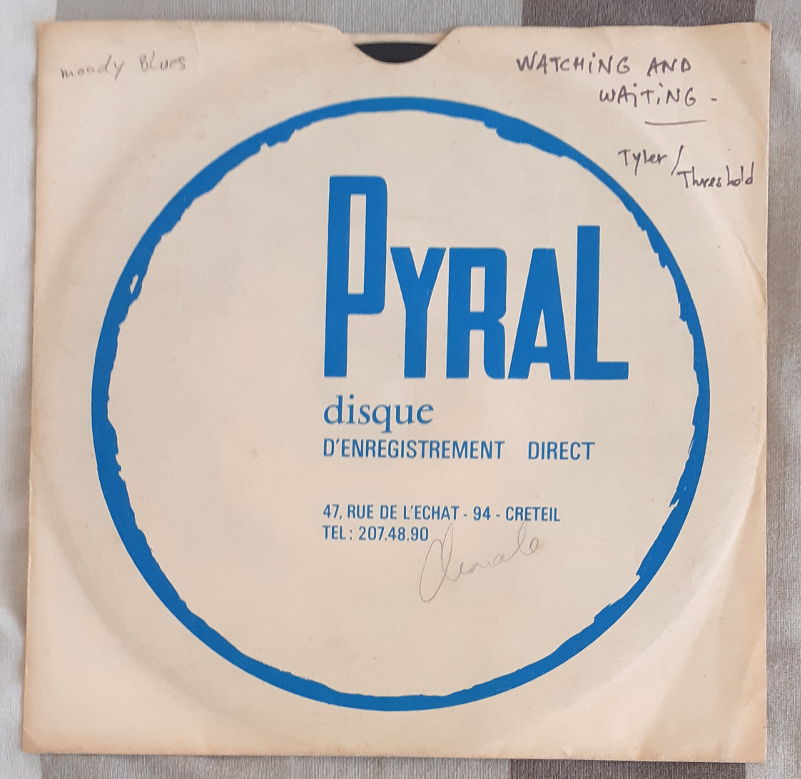 moody Blues
WATCHiNG AND
WAiTiNG -
Tyler /
Threshold
PYRAL
disque
D'ENREGISTREMENT DIRECT
47, RUE DE L'ECHAT - 94 - CRETEIL
TEL: 207.48.90